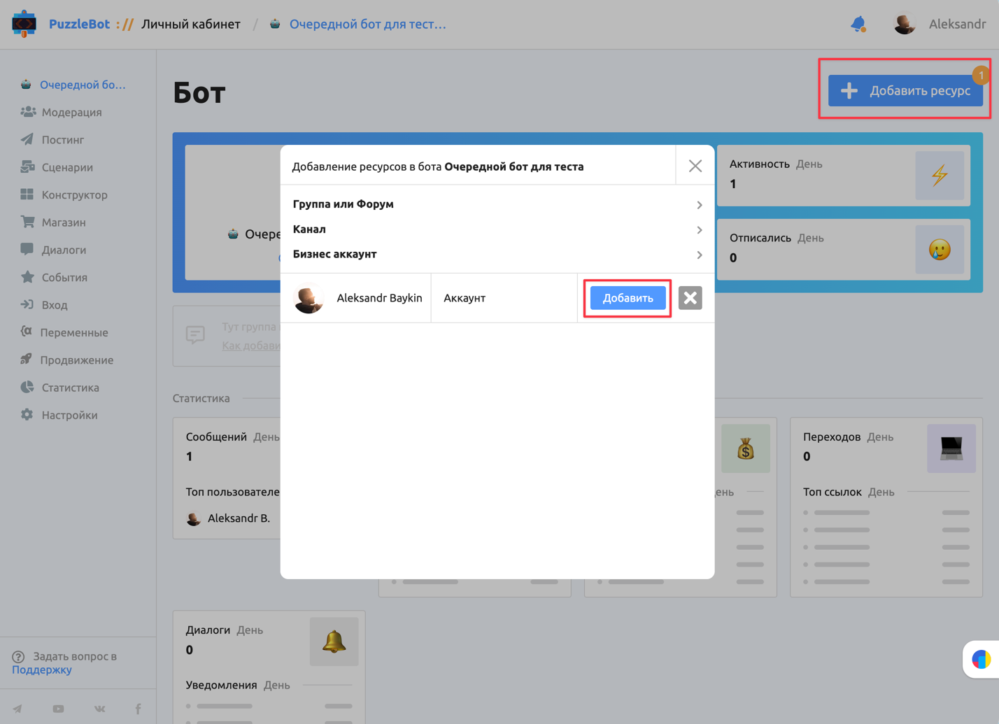 PuzzleBot :// Личный кабинет / Очередной бот для тест...
Aleksandr
Очередной бо...
Модерация
Постинг
Сценарии
Конструктор
Магазин
Диалоги
События
Вход
Переменные
Продвижение
Статистика
Настройки
Задать вопрос в
Поддержку
Бот
1
Добавить ресурс
Очере
Активность День
1
Отписались День
0
Тут группа
Как добави
Добавление ресурсов в бота Очередной бот для теста
Группа или Форум
Канал
Бизнес аккаунт
Aleksandr Baykin
Аккаунт
Добавить
Статистика
Сообщений День
1
Топ пользователе
Aleksandr B.
ень
Переходов День
0
Топ ссылок День
Диалоги День
0
Уведомления День